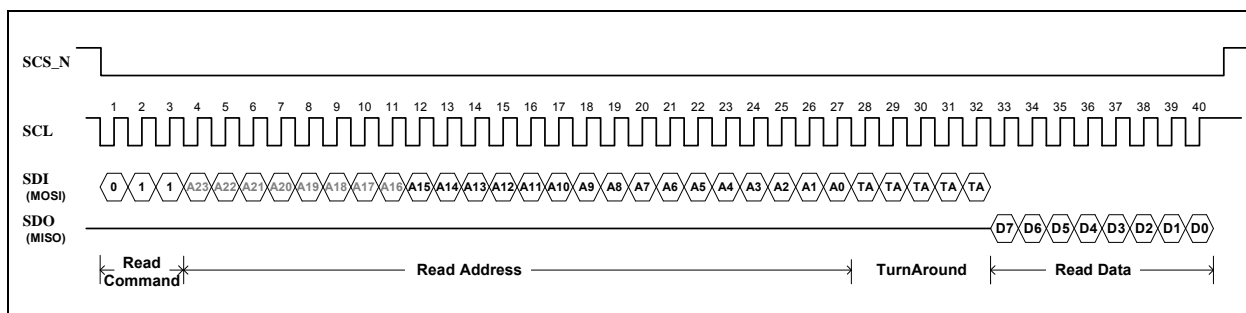 SCS_N
1 2 3 4 5 6 7 8 9 10 11 12 13 14 15 16 17 18 19 20 21 22 23 24 25 26 27 28 29 30 31 32 33 34 35 36 37 38 39 40
SCL
SDI
(MOSI)
0 1 1 A23 A22 A21 A20 A19 A18 A17 A16 A15 A14 A13 A12 A11 A10 A9 A8 A7 A6 A5 A4 A3 A2 A1 A0 TA TA TA TA TA
SDO
(MISO)
D7 D6 D5 D4 D3 D2 D1 D0
Read
Command
Read Address
TurnAround
Read Data